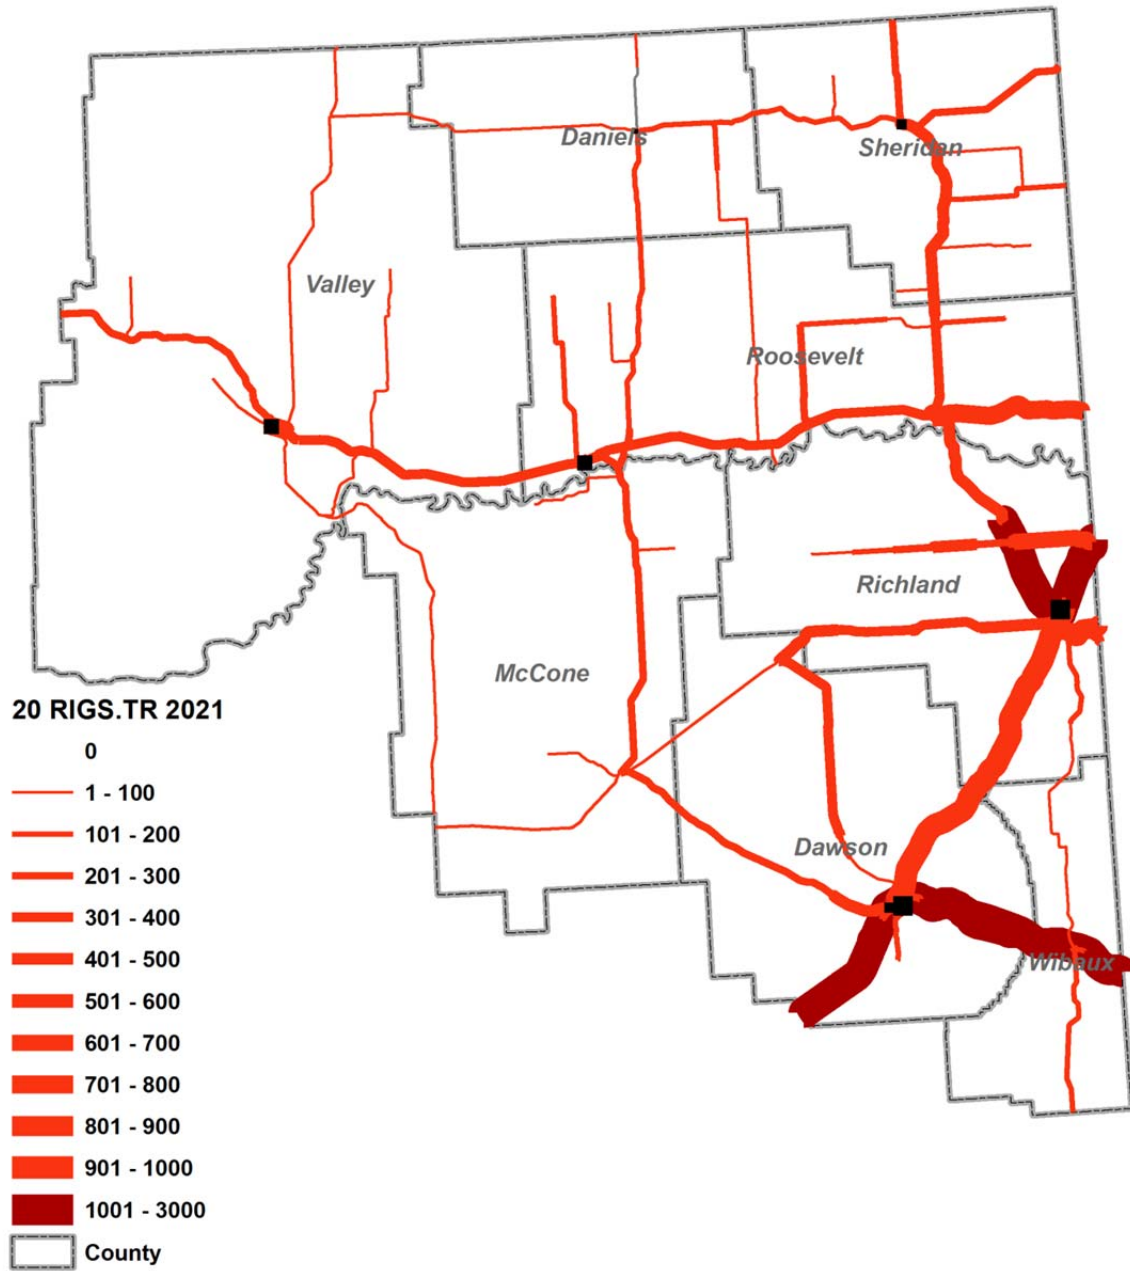 Daniels
Sheridan
Valley
Roosevelt
Richland
McCone
Dawson
Wibaux
20 RIGS.TR 2021
0
1 - 100
101 - 200
201 - 300
301 - 400
401 - 500
501 - 600
601 - 700
701 - 800
801 - 900
901 - 1000
1001 - 3000
County